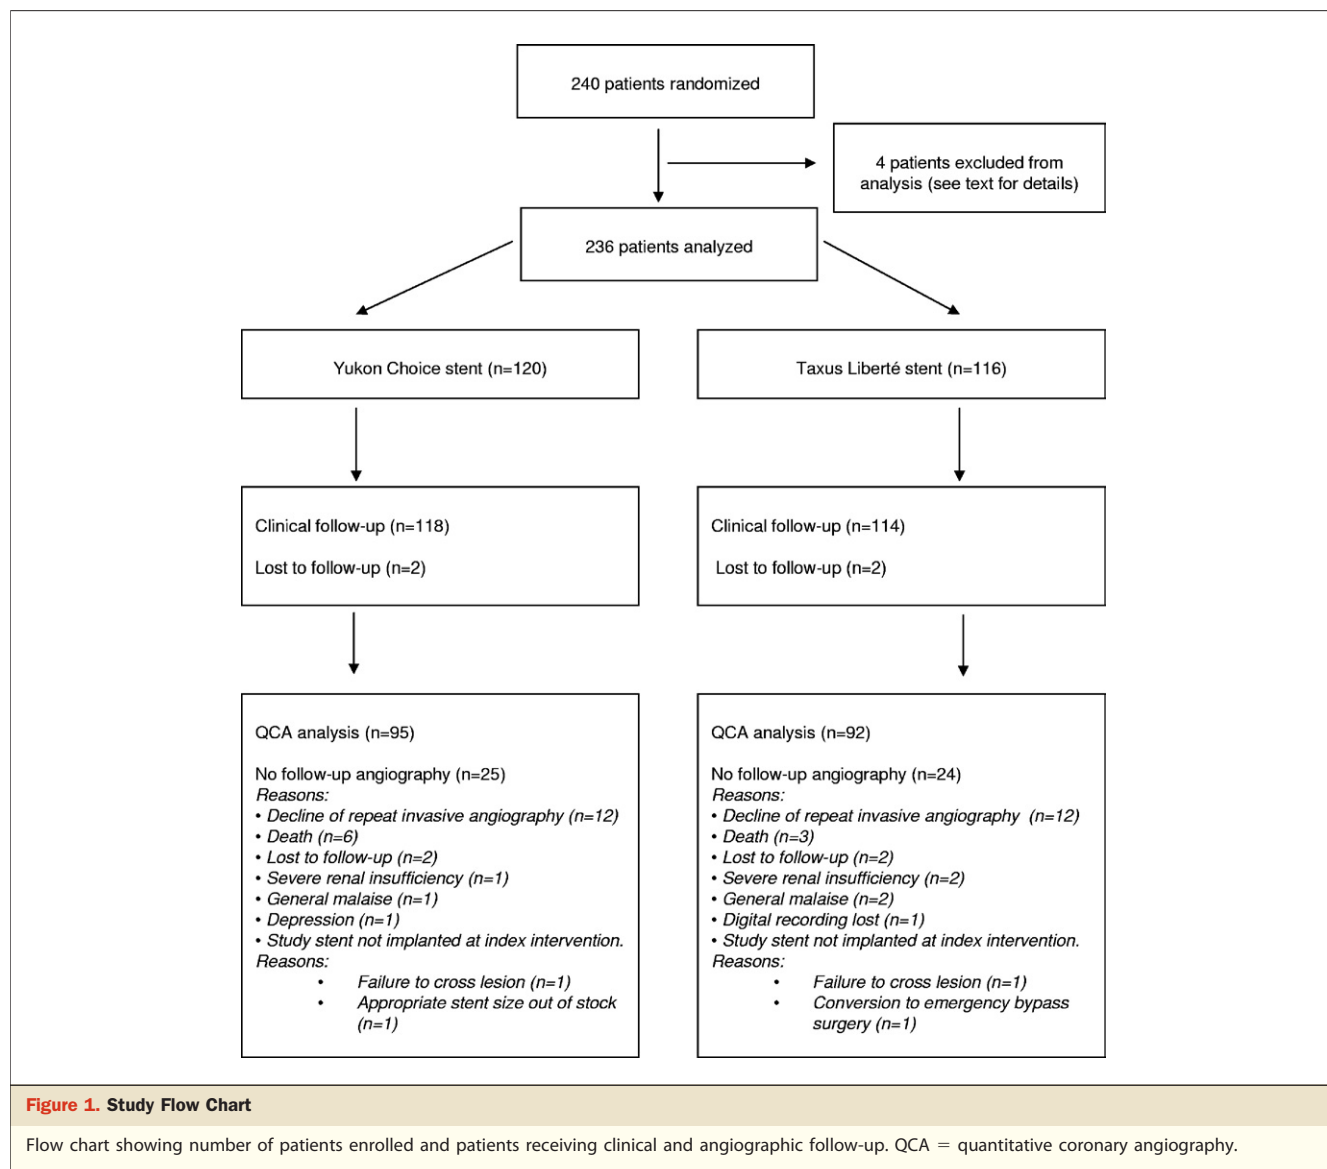 240 patients randomized
4 patients excluded from
analysis (see text for details)
236 patients analyzed
Yukon Choice stent (n=120)
Taxus Liberté stent (n=116)
Clinical follow-up (n=118)
Lost to follow-up (n=2)
Clinical follow-up (n=114)
Lost to follow-up (n=2)
QCA analysis (n=95)
No follow-up angiography (n=25)
Reasons:
• Decline of repeat invasive angiography (n=12)
• Death (n=6)
• Lost to follow-up (n=2)
• Severe renal insufficiency (n=1)
• General malaise (n=1)
• Depression (n=1)
• Study stent not implanted at index intervention.
Reasons:
• Failure to cross lesion (n=1)
• Appropriate stent size out of stock
(n=1)
QCA analysis (n=92)
No follow-up angiography (n=24)
Reasons:
• Decline of repeat invasive angiography (n=12)
• Death (n=3)
• Lost to follow-up (n=2)
• Severe renal insufficiency (n=2)
• General malaise (n=2)
• Digital recording lost (n=1)
• Study stent not implanted at index intervention.
Reasons:
• Failure to cross lesion (n=1)
• Conversion to emergency bypass
surgery (n=1)
Figure 1. Study Flow Chart
Flow chart showing number of patients enrolled and patients receiving clinical and angiographic follow-up. QCA = quantitative coronary angiography.